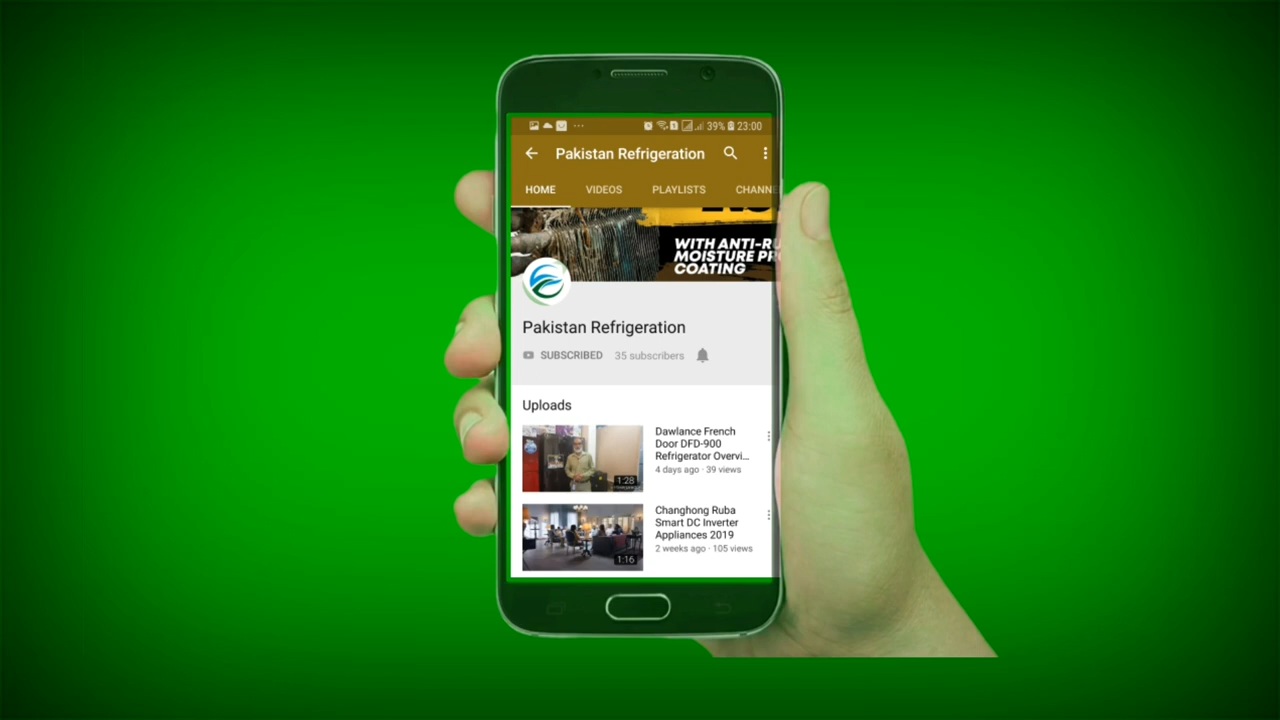 39% 23:00
Pakistan Refrigeration
HOME VIDEOS PLAYLISTS CHANNE
WITH ANTI-RU
MOISTURE PR
COATING
Pakistan Refrigeration
SUBSCRIBED 35 subscribers
Uploads
Dawlance French
Door DFD-900
Refrigerator Overvi...
4 days ago · 39 views
1:28
Changhong Ruba
Smart DC Inverter
Appliances 2019
2 weeks ago · 105 views
1:16